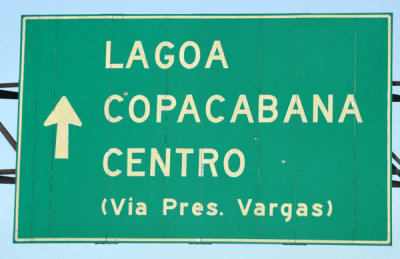 LAGOA
COPACABANA
CENTRO
(Via Pres. Vargas)